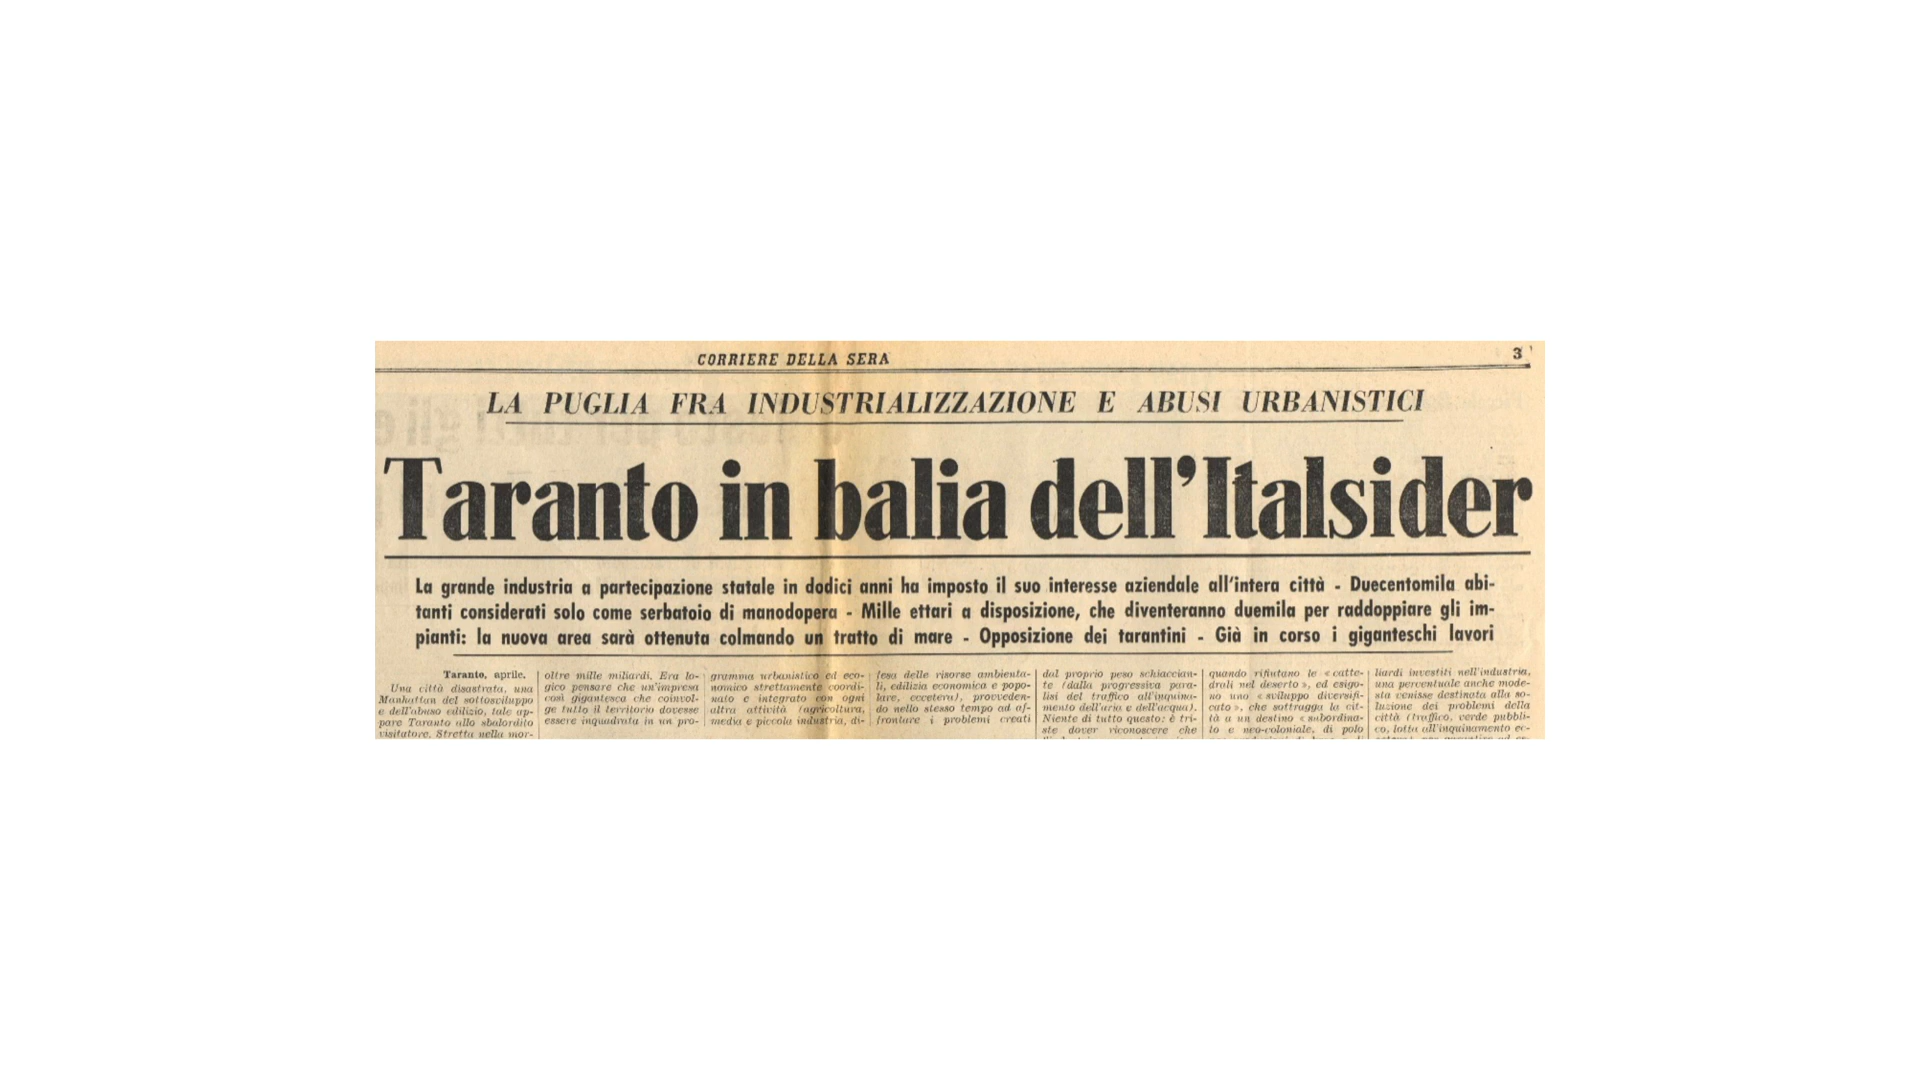 CORRIERE DELLA SERA
3
LA PUGLIA FRA INDUSTRIALIZZAZIONE E ABUSI URBANISTICI
Taranto in balia dell'Italsider
La grande industria a partecipazione statale in dodici anni ha imposto il suo interesse aziendale all'intera città - Duecentomila abi-
tanti considerati solo come serbatoio di manodopera - Mille ettari a disposizione, che diventeranno duemila per raddoppiare gli im-
pianti: la nuova area sarà ottenuta colmando un tratto di mare - Opposizione dei tarantini - Già in corso i giganteschi lavori
Taranto, aprile.
Una città disastrata, una
Manhattan del sottosviluppo
e dell'abuso edilizio, tale ap-
pare Taranto allo sbalordito
visitatore. Stretta nella mor-
oltre mille miliardi. Era lo-
gico pensare che un'impresa
così gigantesca che coinvol-
ge tutto il territorio dovesse
essere inquadrata in un pro-
gramma urbanistico ed eco-
nomico strettamente coordi-
nato e integrato con ogni
altra attività (agricoltura,
media e piccola industria, di-
fesa delle risorse ambienta-
li, edilizia economica e popo-
lare, eccetera), provveden-
do nello stesso tempo ad af-
frontare i problemi creati
dal proprio peso schiaccian-
te (dalla progressiva para-
lisi del traffico all'inquina-
mento dell'aria e dell'acqua).
Niente di tutto questo: è tri-
ste dover riconoscere che
quando rifiutano le « catte-
drali nel deserto », ed esigo-
no uno « sviluppo diversifi-
cato », che sottragga la cit-
tà a un destino « subordina-
to e neo-coloniale, di polo
liardi investiti nell'industria,
una percentuale anche mode-
sta venisse destinata alla so-
luzione dei problemi della
città (traffico, verde pubbli-
co, lotta all'inquinamento ec-